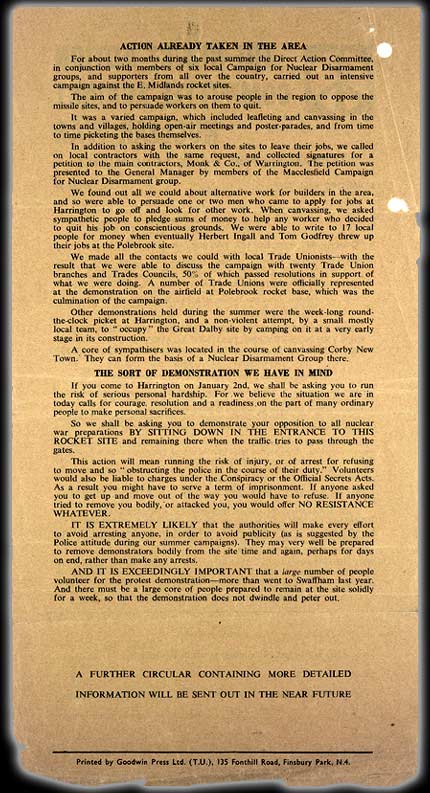 ACTION ALREADY TAKEN IN THE AREA
For about two months during the past summer the Direct Action Committee,
in conjunction with members of six local Campaign for Nuclear Disarmament
groups, and supporters from all over the country, carried out an intensive
campaign against the E. Midlands rocket sites.
The aim of the campaign was to arouse people in the region to oppose the
missile sites, and to persuade workers on them to quit.
It was a varied campaign, which included leafleting and canvassing in the
towns and villages, holding open-air meetings and poster-parades, and from time
to time picketing the bases themselves.
In addition to asking the workers on the sites to leave their jobs, we called
on local contractors with the same request, and collected signatures for a
petition to the main contractors, Monk & Co., of Warrington. The petition was
presented to the General Manager by members of the Macclesfield Campaign
for Nuclear Disarmament group.
We found out all we could about alternative work for builders in the area,
and so were able to persuade one or two men who came to apply for jobs at
Harrington to go off and look for other work. When canvassing, we asked
sympathetic people to pledge sums of money to help any worker who decided
to quit his job on conscientious grounds. We were able to write to 17 local
people for money when eventually Herbert Ingall and Tom Godfrey threw up
their jobs at the Polebrook site.
We made all the contacts we could with local Trade Unionists—with the
result that we were able to discuss the campaign with twenty Trade Union
branches and Trades Councils, 50% of which passed resolutions in support of
what we were doing. A number of Trade Unions were officially represented
at the demonstration on the airfield at Polebrook rocket base, which was the
culmination of the campaign.
Other demonstrations held during the summer were the week-long round-
the-clock picket at Harrington, and a non-violent attempt, by a small mostly
local team, to " occupy " the Great Dalby site by camping on it at a very early
stage in its construction.
A core of sympathisers was located in the course of canvassing Corby New
Town. They can form the basis of a Nuclear Disarmament Group there.
THE SORT OF DEMONSTRATION WE HAVE IN MIND
If you come to Harrington on January 2nd, we shall be asking you to run
the risk of serious personal hardship. For we believe the situation we are in
today calls for courage, resolution and a readiness on the part of many ordinary
people to make personal sacrifices.
So we shall be asking you to demonstrate your opposition to all nuclear
war preparations BY SITTING DOWN IN THE ENTRANCE TO THIS
ROCKET SITE and remaining there when the traffic tries to pass through the
gates.
This action will mean running the risk of injury, or of arrest for refusing
to move and so " obstructing the police in the course of their duty." Volunteers
would also be liable to charges under the Conspiracy or the Official Secrets Acts.
As a result you might have to serve a term of imprisonment. If anyone asked
you to get up and move out of the way you would have to refuse. If anyone
tried to remove you bodily, or attacked you, you would offer NO RESISTANCE
WHATEVER.
IT IS EXTREMELY LIKELY that the authorities will make every effort
to avoid arresting anyone, in order to avoid publicity (as is suggested by the
Police attitude during our summer campaigns). They may very well be prepared
to remove demonstrators bodily from the site time and again, perhaps for days
on end, rather than make any arrests.
AND IT IS EXCEEDINGLY IMPORTANT that a large number of people
volunteer for the protest demonstration—more than went to Swaffham last year.
And there must be a large core of people prepared to remain at the site solidly
for a week, so that the demonstration does not dwindle and peter out.
A FURTHER CIRCULAR CONTAINING MORE DETAILED
INFORMATION WILL BE SENT OUT IN THE NEAR FUTURE
Printed by Goodwin Press Ltd. (T.U.), 135 Fonthill Road, Finsbury Park, N.4.